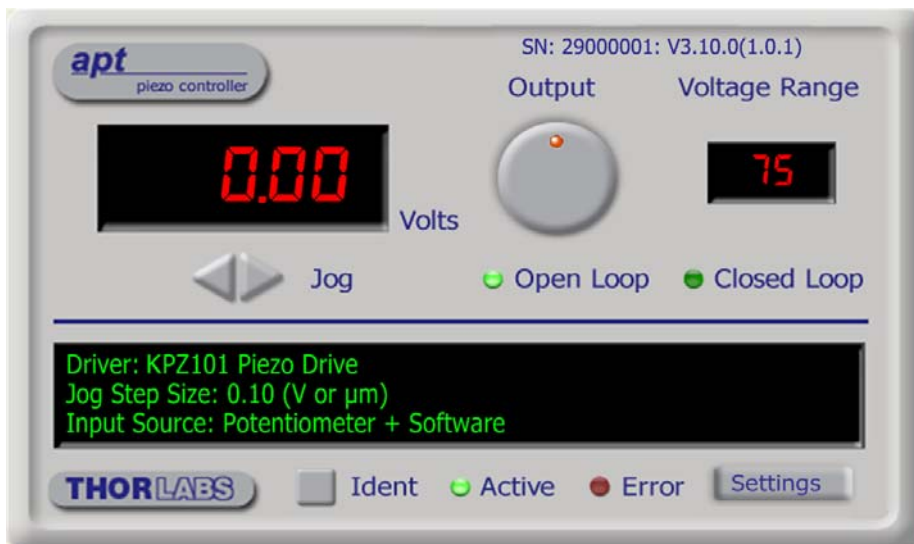 apt
piezo controller
SN: 29000001: V3.10.0(1.0.1)
Output
Voltage Range
0.00
Volts
75
Jog
Open Loop
Closed Loop
Driver: KPZ101 Piezo Drive
Jog Step Size: 0.10 (V or µm)
Input Source: Potentiometer + Software
THORLABS
Ident
Active
Error
Settings